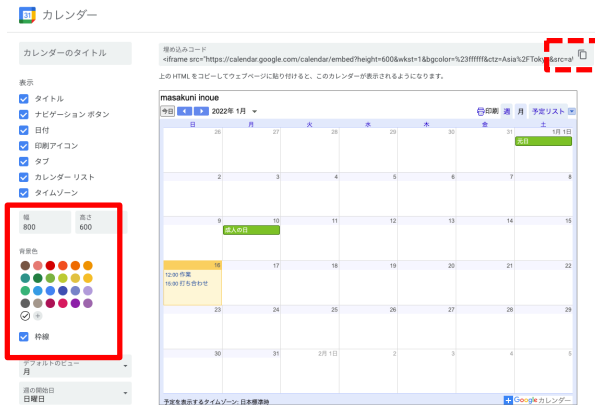 31 カレンダー
カレンダーのタイトル
表示
タイトル
ナビゲーション ボタン
日付
印刷アイコン
タブ
カレンダー リスト
タイムゾーン
幅 高さ
800 600
背景色
枠線
デフォルトのビュー
月
週の開始日
日曜日
埋め込みコード
<iframe src="https://calendar.google.com/calendar/embed?height=600&wkst=1&bgcolor=%23ffffff&ctz=Asia%2FToky
上の HTML をコピーしてウェブページに貼り付けると、このカレンダーが表示されるようになります。
masakuni inoue
今日 2022年 1月 印刷 週 月 予定リスト
日 月 火 水 木 金 土
26 27 28 29 30 31 1月 1日
元日
2 3 4 5 6 7 8
9 10 11 12 13 14 15
成人の日
16 17 18 19 20 21 22
12:00 作業
15:00 打ち合わせ
23 24 25 26 27 28 29
30 31 2月 1日 2 3 4 5
予定を表示するタイムゾーン: 日本標準時 Googleカレンダー